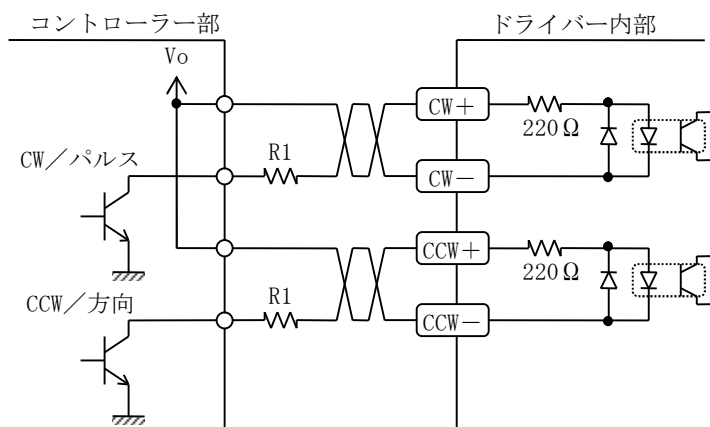 コントローラー部
ドライバー内部
Vo
CW+
220Ω
CW/パルス
R1
CW-
CCW+
220Ω
CCW/方向
R1
CCW-